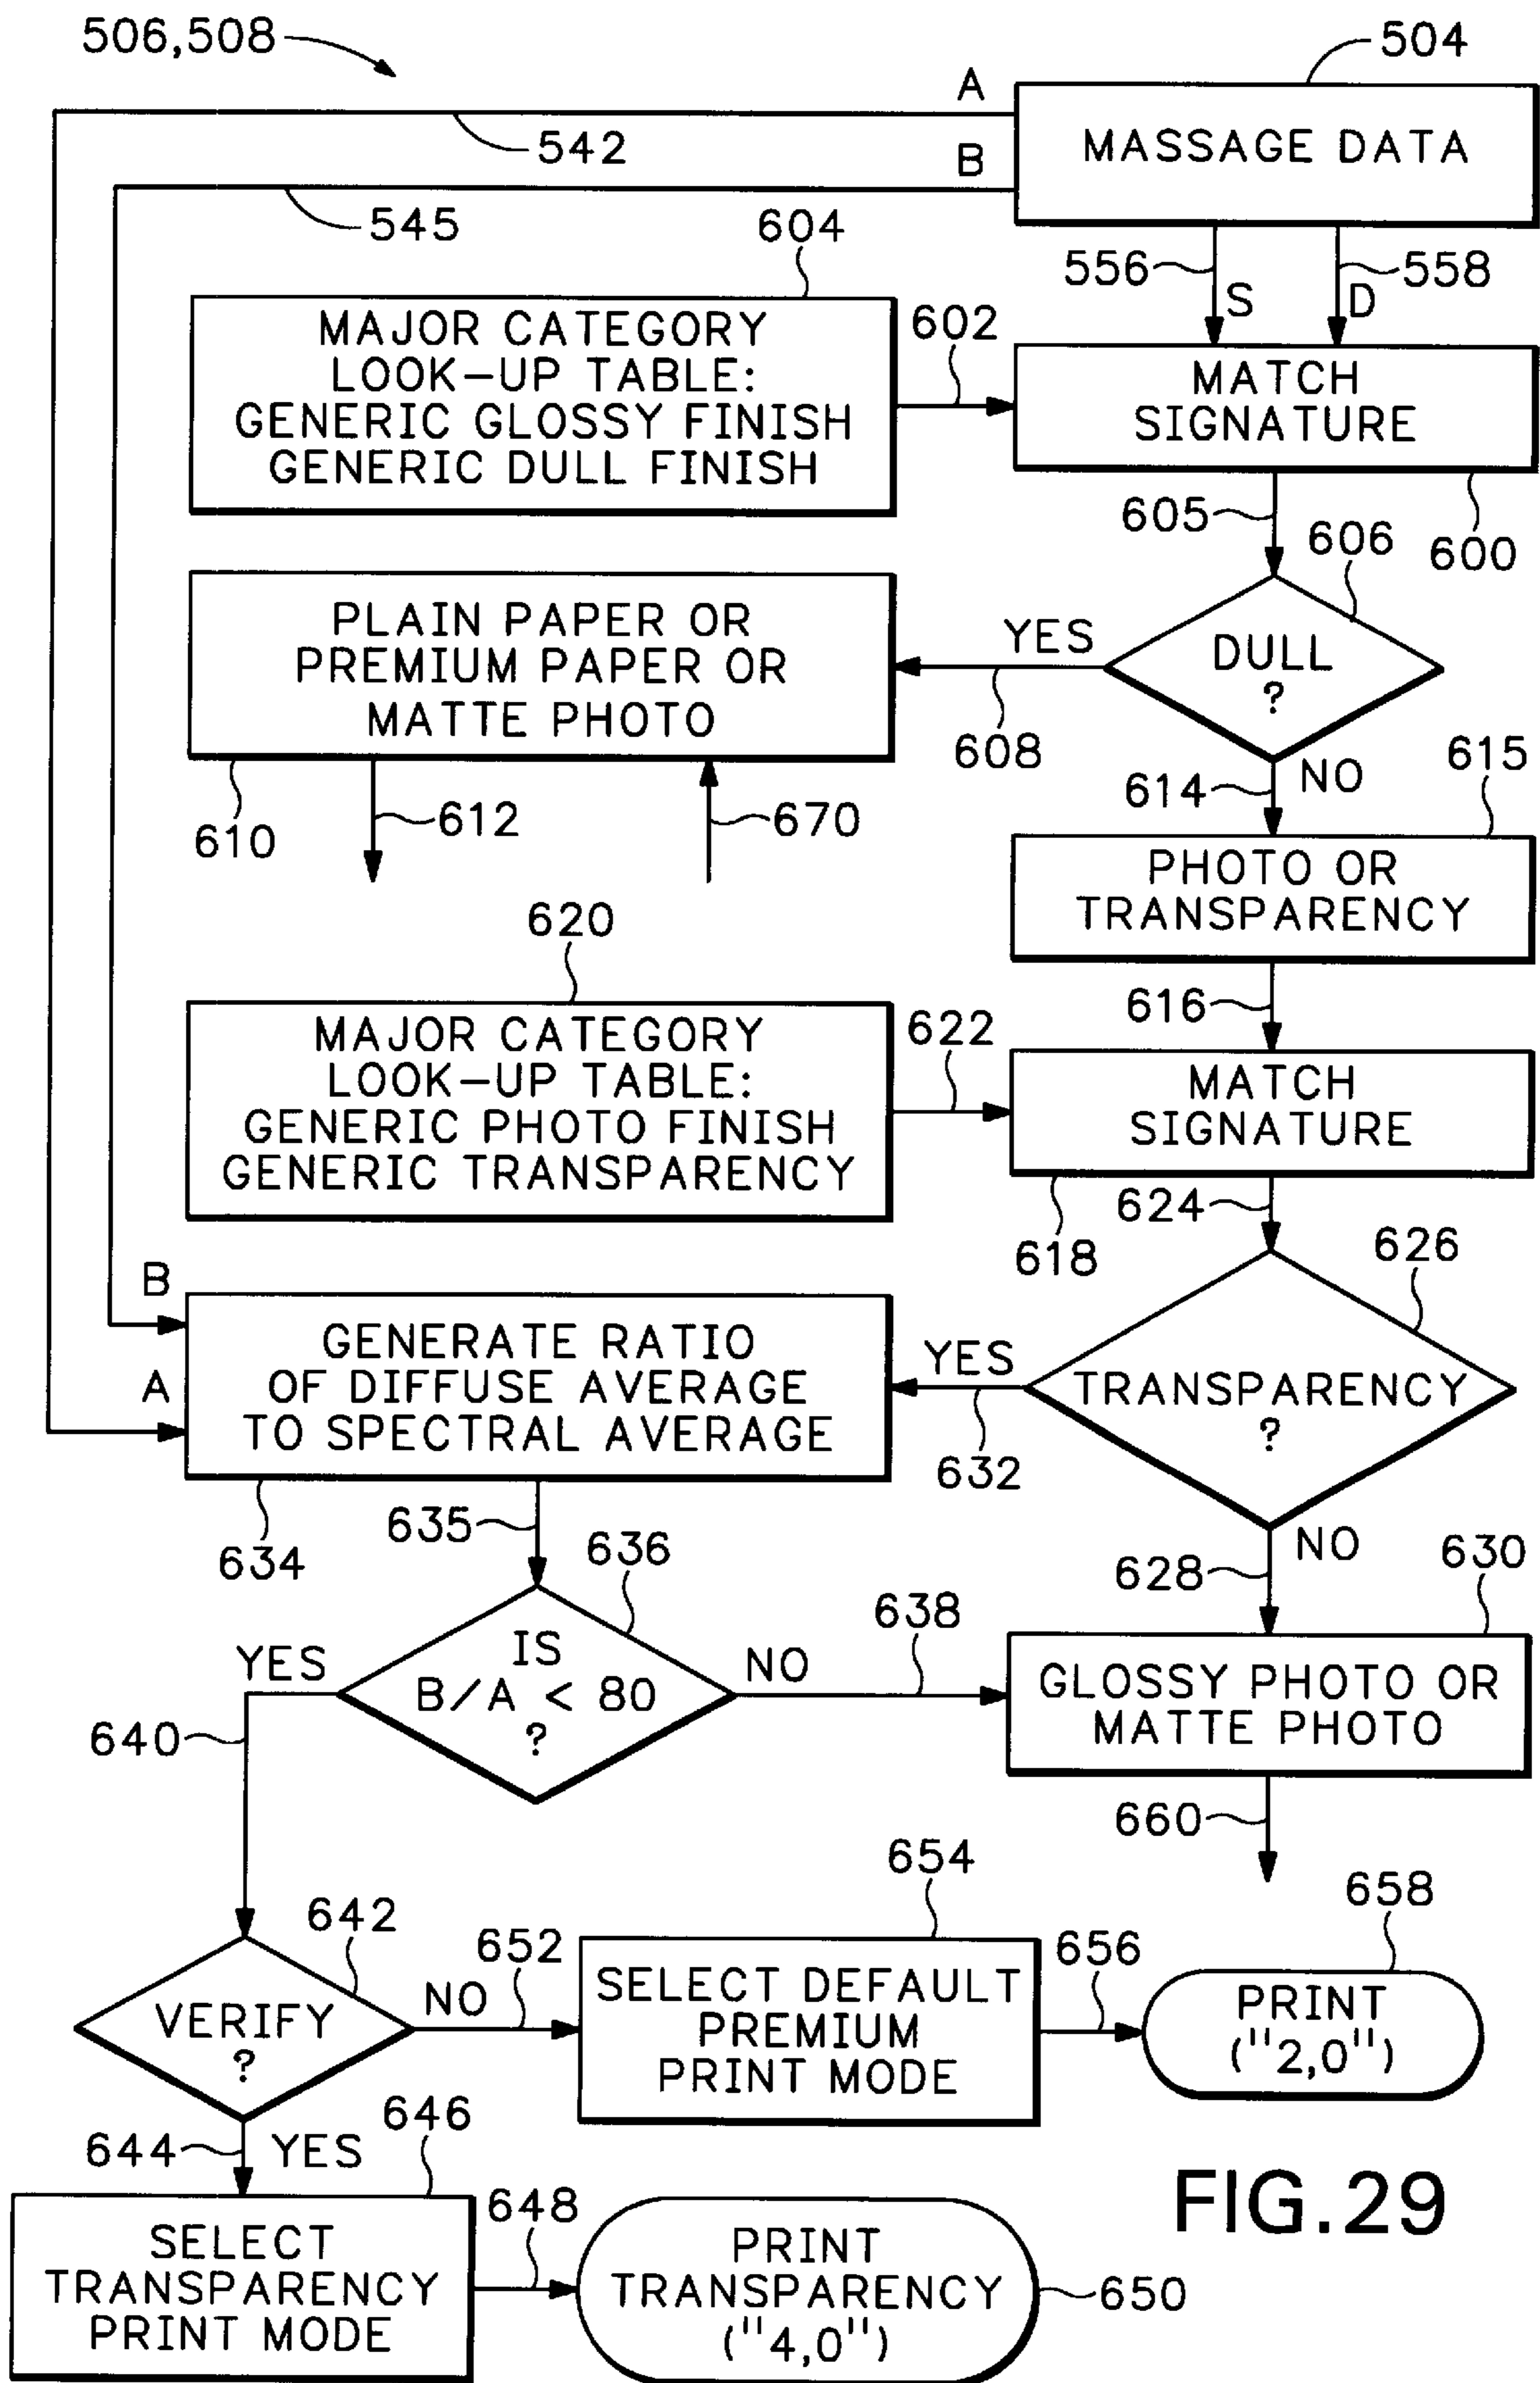 506,508
504
A
MASSAGE DATA
542
B
545
604
556
558
S
D
MAJOR CATEGORY
LOOK-UP TABLE:
GENERIC GLOSSY FINISH
GENERIC DULL FINISH
602
MATCH
SIGNATURE
605
606
600
PLAIN PAPER OR
PREMIUM PAPER OR
MATTE PHOTO
YES
DULL
?
608
615
614
NO
610
612
670
PHOTO OR
TRANSPARENCY
620
616
MAJOR CATEGORY
LOOK-UP TABLE:
GENERIC PHOTO FINISH
GENERIC TRANSPARENCY
622
MATCH
SIGNATURE
624
618
626
B
A
GENERATE RATIO
OF DIFFUSE AVERAGE
TO SPECTRAL AVERAGE
YES
TRANSPARENCY
?
632
635
634
636
NO
628
630
638
YES
IS
B/A < 80
?
NO
GLOSSY PHOTO OR
MATTE PHOTO
640
660
654
658
642
652
656
VERIFY
?
NO
SELECT DEFAULT
PREMIUM
PRINT MODE
PRINT
("2,0")
646
644
YES
648
SELECT
TRANSPARENCY
PRINT MODE
PRINT
TRANSPARENCY
("4,0")
650
FIG.29